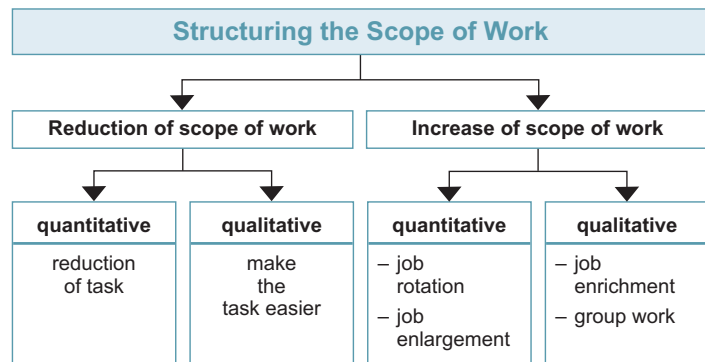 Structuring the Scope of Work
Reduction of scope of work
Increase of scope of work
quantitative
reduction
of task
qualitative
make
the
task easier
quantitative
– job
rotation
– job
enlargement
qualitative
– job
enrichment
– group work